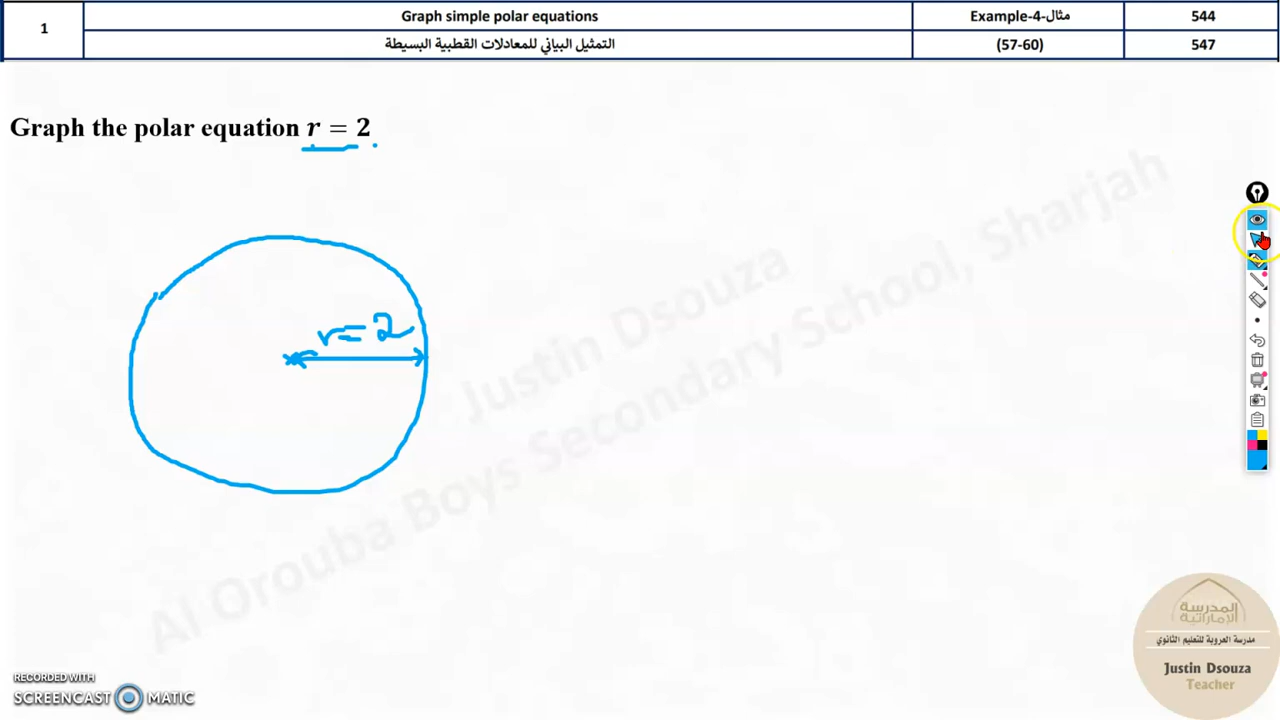 1
Graph simple polar equations
Example-4-مثال
544
التمثيل البياني للمعادلات القطبية البسيطة
(57-60)
547
Graph the polar equation r = 2
r = 2
Justin Dsouza
Al Orouba Boys Secondary School, Sharjah
المدرسة
الإماراتية
مدرسة العروبة للتعليم الثانوي
Justin Dsouza
Teacher
RECORDED WITH
SCREENCAST MATIC